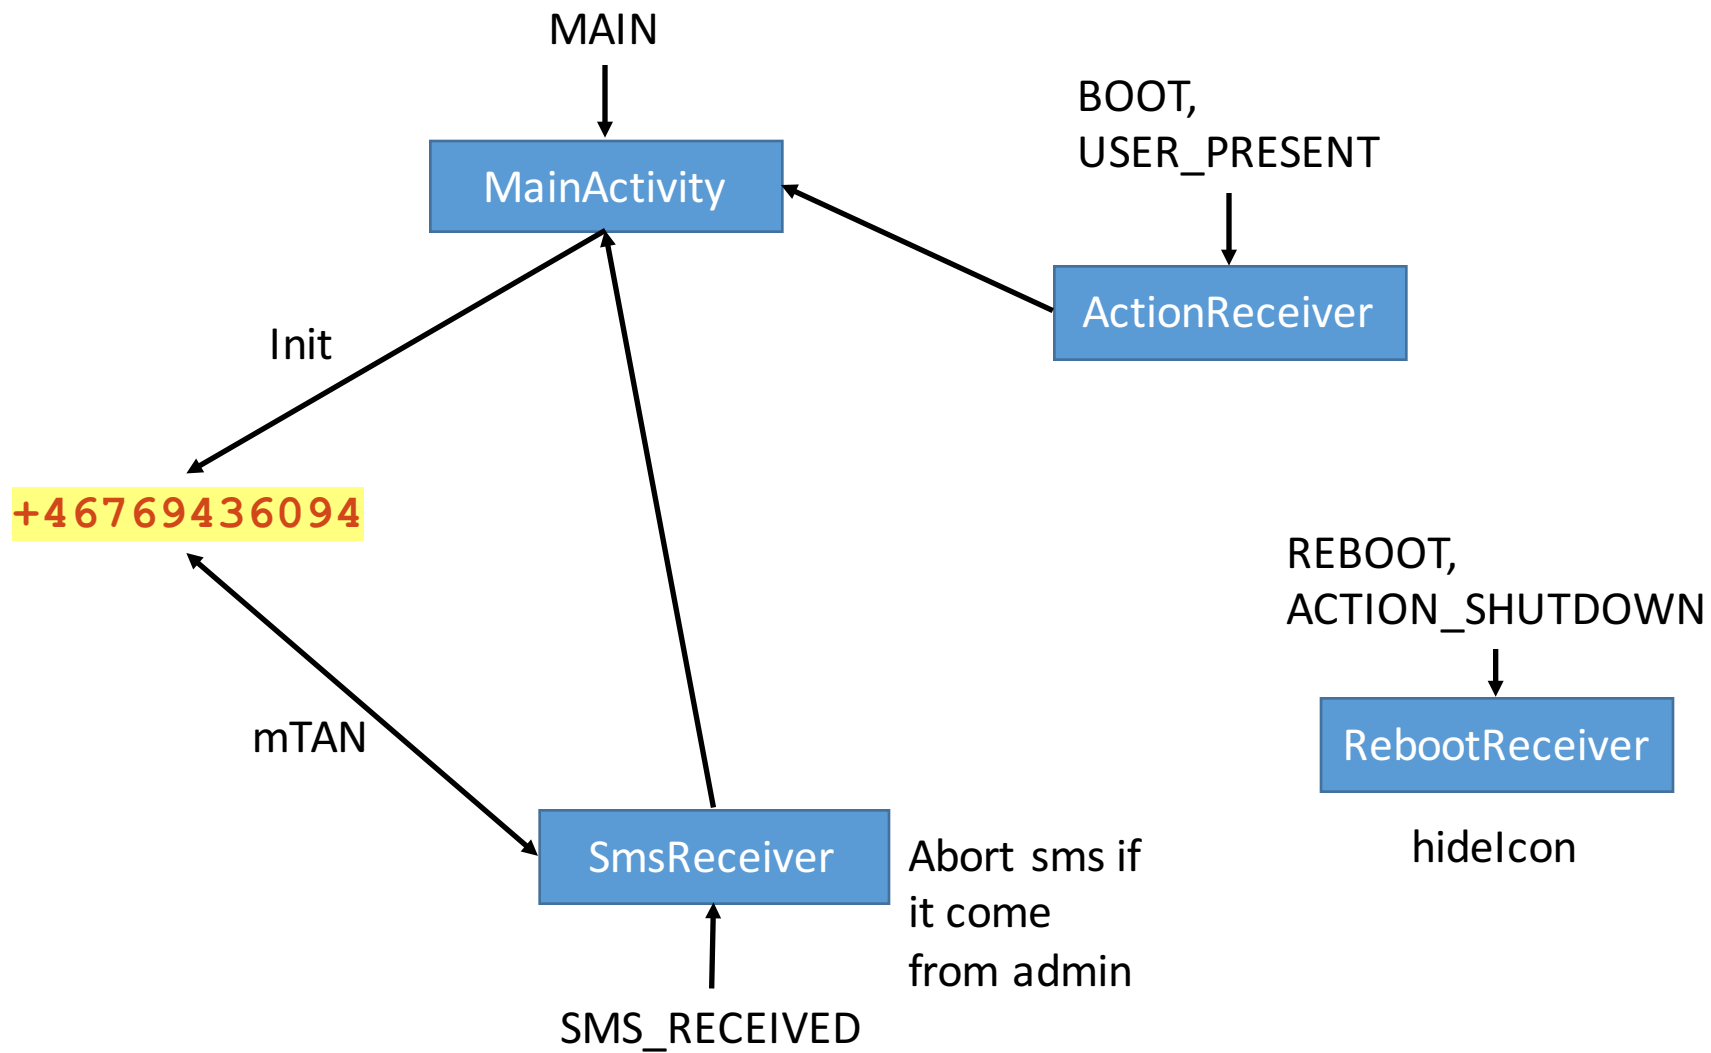 MAIN
BOOT,
USER_PRESENT
MainActivity
ActionReceiver
Init
+46769436094
REBOOT,
ACTION_SHUTDOWN
mTAN
RebootReceiver
SmsReceiver
Abort sms if
it come
from admin
hideIcon
SMS_RECEIVED